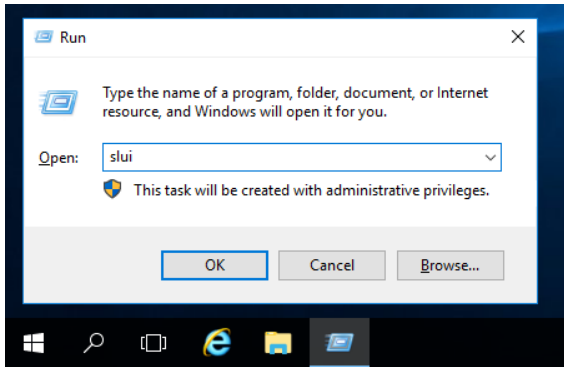 Run
Type the name of a program, folder, document, or Internet
resource, and Windows will open it for you.
Open: slui
This task will be created with administrative privileges.
OK Cancel Browse...